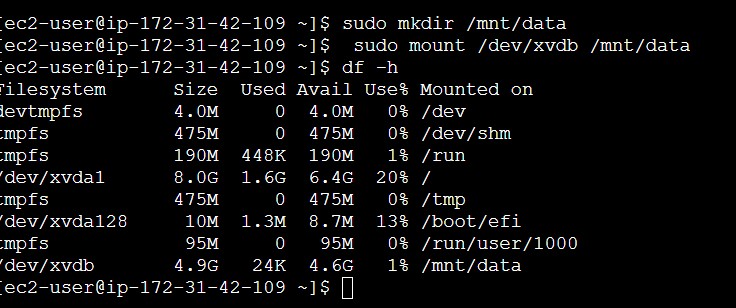 [ec2-user@ip-172-31-42-109 ~]$ sudo mkdir /mnt/data
[ec2-user@ip-172-31-42-109 ~]$  sudo mount /dev/xvdb /mnt/data
[ec2-user@ip-172-31-42-109 ~]$ df -h
Filesystem      Size  Used Avail Use% Mounted on
devtmpfs        4.0M     0  4.0M   0% /dev
tmpfs           475M     0  475M   0% /dev/shm
tmpfs           190M  448K  190M   1% /run
/dev/xvda1      8.0G  1.6G  6.4G  20% /
tmpfs           475M     0  475M   0% /tmp
/dev/xvda128     10M  1.3M  8.7M  13% /boot/efi
tmpfs            95M     0   95M   0% /run/user/1000
/dev/xvdb       4.9G   24K  4.6G   1% /mnt/data
[ec2-user@ip-172-31-42-109 ~]$